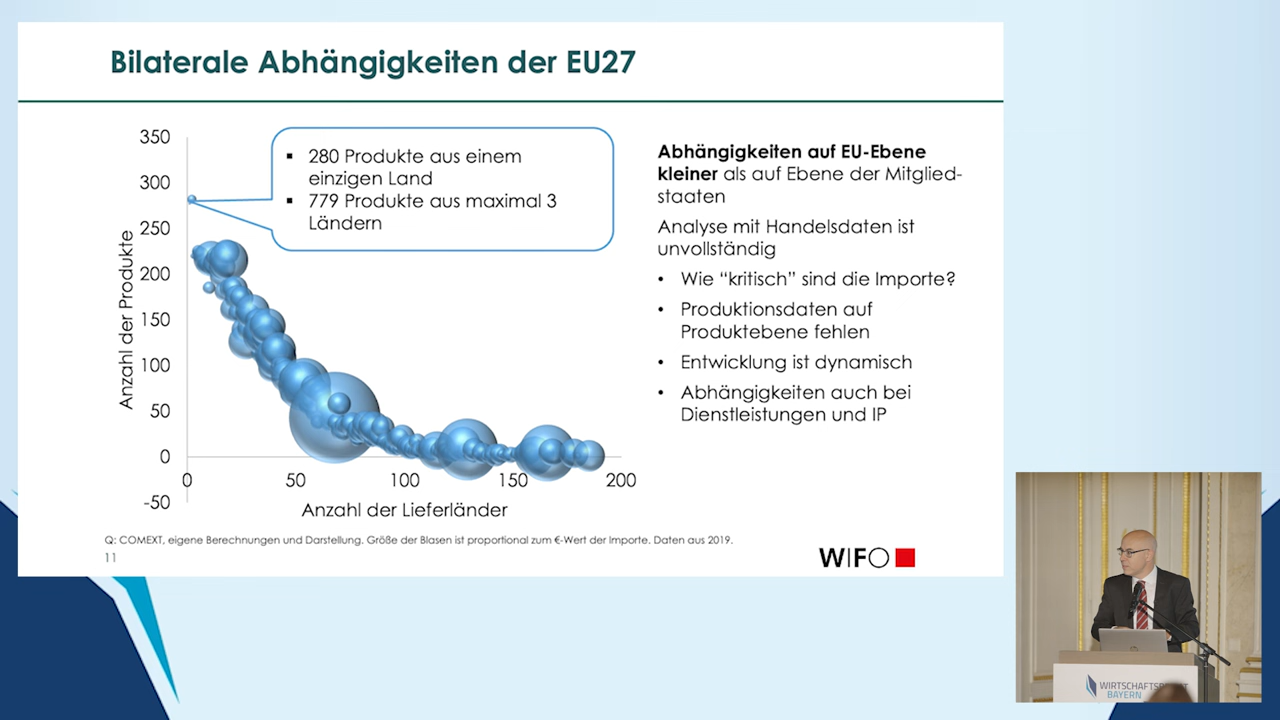 Bilaterale Abhängigkeiten der EU27
350
300
250
200
150
100
50
0
-50
Anzahl der Produkte
0 50 100 150 200
Anzahl der Lieferländer
▪ 280 Produkte aus einem
einzigen Land
▪ 779 Produkte aus maximal 3
Ländern
Abhängigkeiten auf EU-Ebene
kleiner als auf Ebene der Mitglied-
staaten
Analyse mit Handelsdaten ist
unvollständig
• Wie “kritisch” sind die Importe?
• Produktionsdaten auf
Produktebene fehlen
• Entwicklung ist dynamisch
• Abhängigkeiten auch bei
Dienstleistungen und IP
Q: COMEXT, eigene Berechnungen und Darstellung. Größe der Blasen ist proportional zum €-Wert der Importe. Daten aus 2019.
11
WIFO
BAYERN